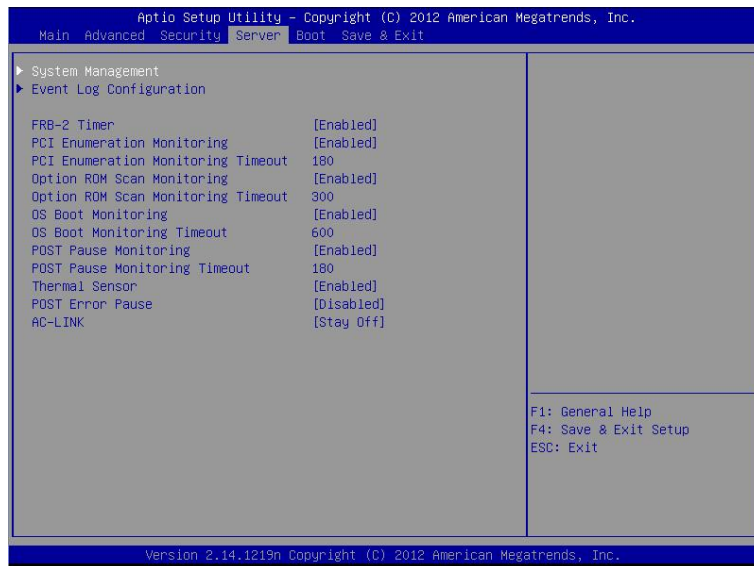 Aptio Setup Utility – Copyright (C) 2012 American Megatrends, Inc.
Main Advanced Security Server Boot Save & Exit
System Management
Event Log Configuration
FRB-2 Timer [Enabled]
PCI Enumeration Monitoring [Enabled]
PCI Enumeration Monitoring Timeout 180
Option ROM Scan Monitoring [Enabled]
Option ROM Scan Monitoring Timeout 300
OS Boot Monitoring [Enabled]
OS Boot Monitoring Timeout 600
POST Pause Monitoring [Enabled]
POST Pause Monitoring Timeout 180
Thermal Sensor [Enabled]
POST Error Pause [Disabled]
AC-LINK [Stay Off]
F1: General Help
F4: Save & Exit Setup
ESC: Exit
Version 2.14.1219n Copyright (C) 2012 American Megatrends, Inc.